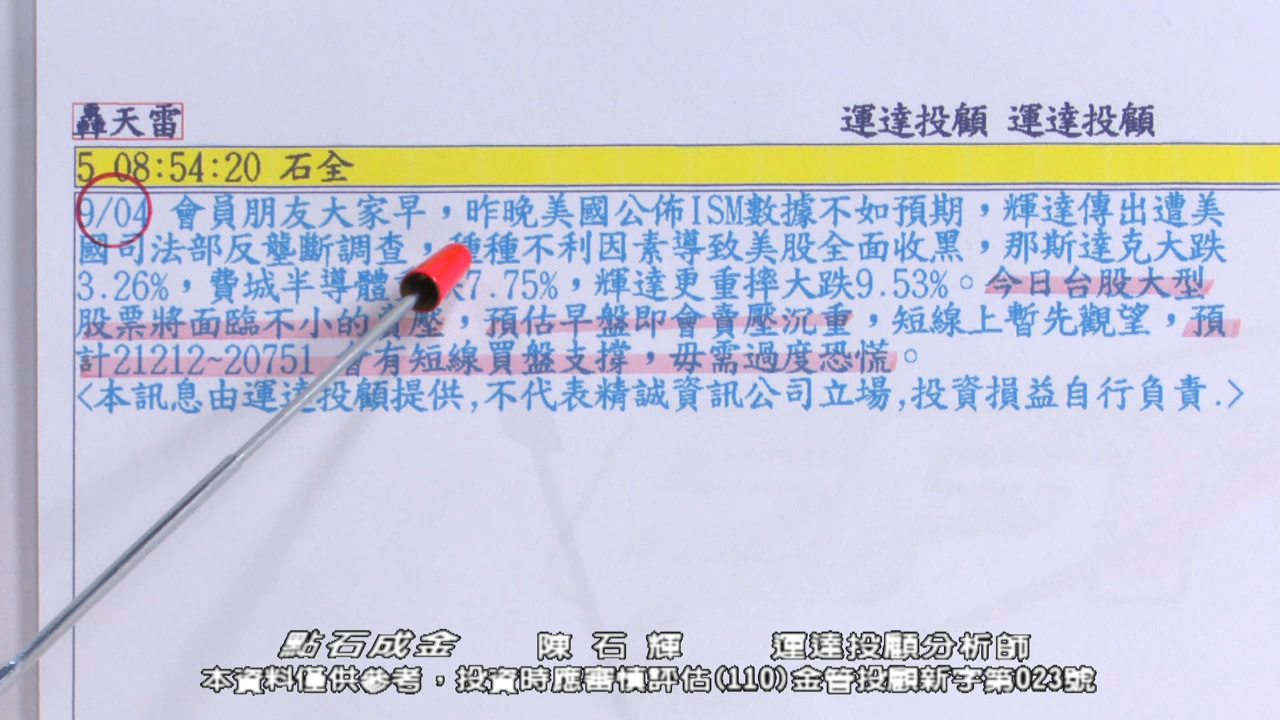 轟天雷
運達投顧 運達投顧
5 08:54:20 石全
9/04 會員朋友大家早，昨晚美國公佈ISM數據不如預期，輝達傳出遭美
國司法部反壟斷調查，種種不利因素導致美股全面收黑，那斯達克大跌
3.26%，費城半導體 跌7.75%，輝達更重摔大跌9.53%。今日台股大型
股票將面臨不小的賣壓，預估早盤即會賣壓沉重，短線上暫先觀望，預
計21212~20751 會有短線買盤支撐，毋需過度恐慌。
<本訊息由運達投顧提供,不代表精誠資訊公司立場,投資損益自行負責.>
點石成金 陳石輝 運達投顧分析師
本資料僅供參考，投資時應審慎評估(110)金管投顧新字第023號